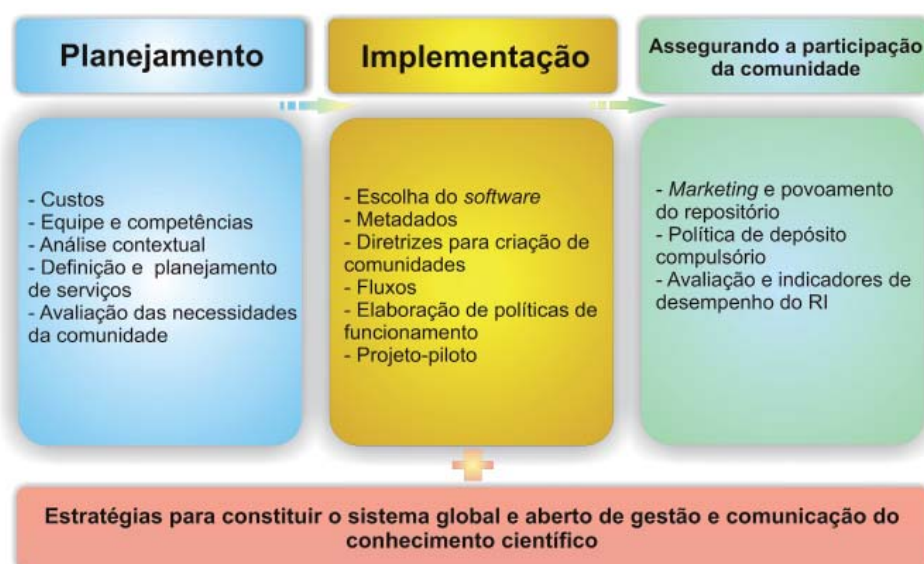 Planejamento
- Custos
- Equipe e competências
- Análise contextual
- Definição e planejamento
de serviços
- Avaliação das necessidades
da comunidade
Implementação
- Escolha do software
- Metadados
- Diretrizes para criação de
comunidades
- Fluxos
- Elaboração de políticas de
funcionamento
- Projeto-piloto
Assegurando a participação
da comunidade
- Marketing e povoamento
do repositório
- Política de depósito
compulsório
- Avaliação e indicadores de
desempenho do RI
Estratégias para constituir o sistema global e aberto de gestão e comunicação do
conhecimento científico